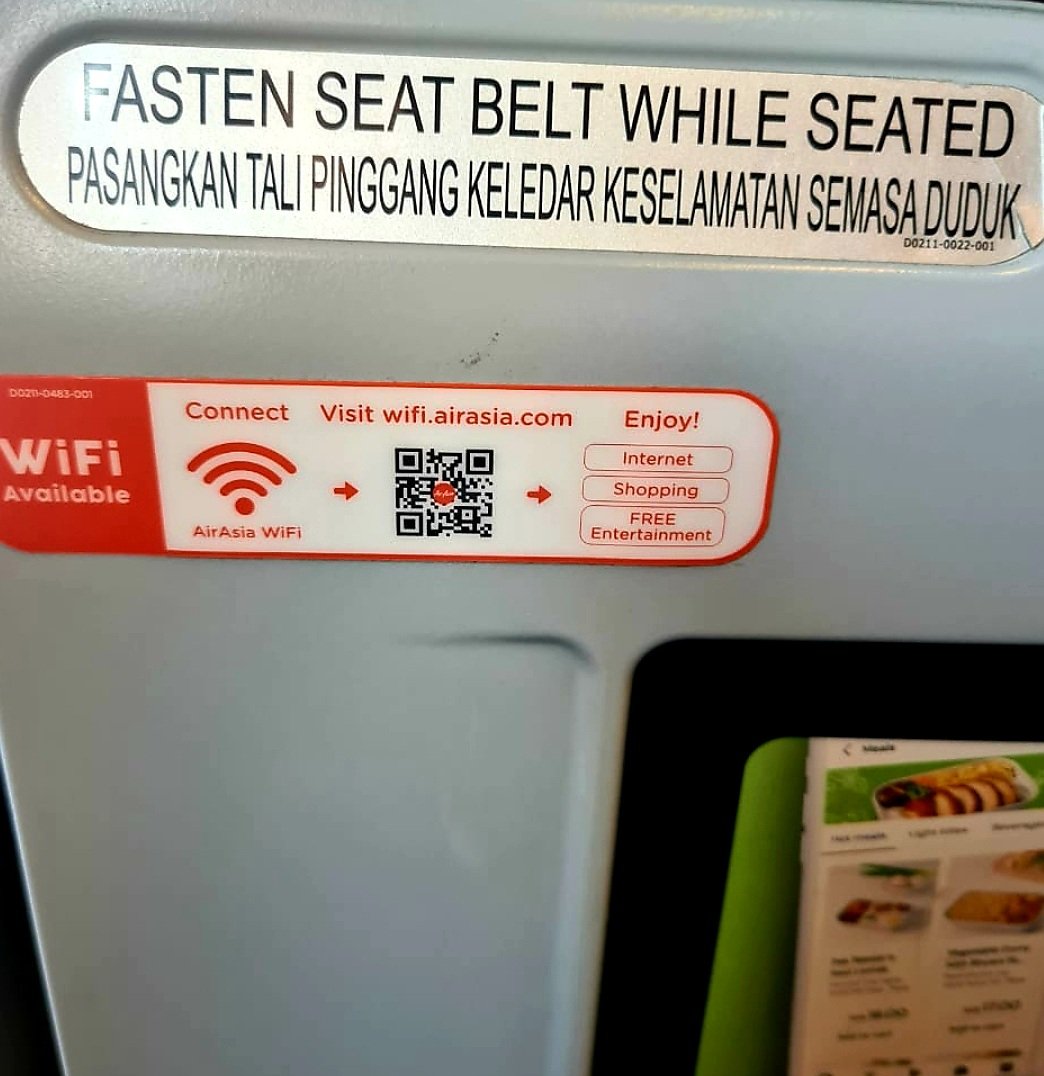 FASTEN SEAT BELT WHILE SEATED
PASANGKAN TALI PINGGANG KELEDAR KESELAMATAN SEMASA DUDUK
D0211-0022-001
D0211-0483-001
WiFi
Available
Connect
AirAsia WiFi
Visit wifi.airasia.com
Enjoy!
Internet
Shopping
FREE
Entertainment
Meals